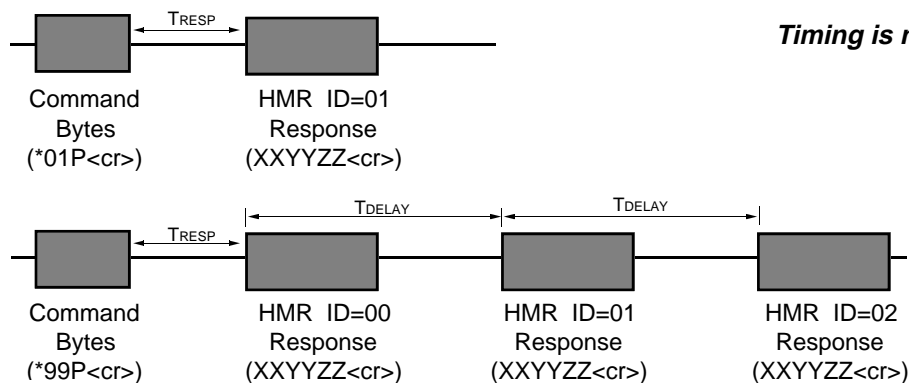 TRESP
Timing is
Command Bytes (*01P<cr>)
HMR ID=01 Response (XXYYZZ<cr>)
TRESP
TDELAY
TDELAY
Command Bytes (*99P<cr>)
HMR ID=00 Response (XXYYZZ<cr>)
HMR ID=01 Response (XXYYZZ<cr>)
HMR ID=02 Response (XXYYZZ<cr>)